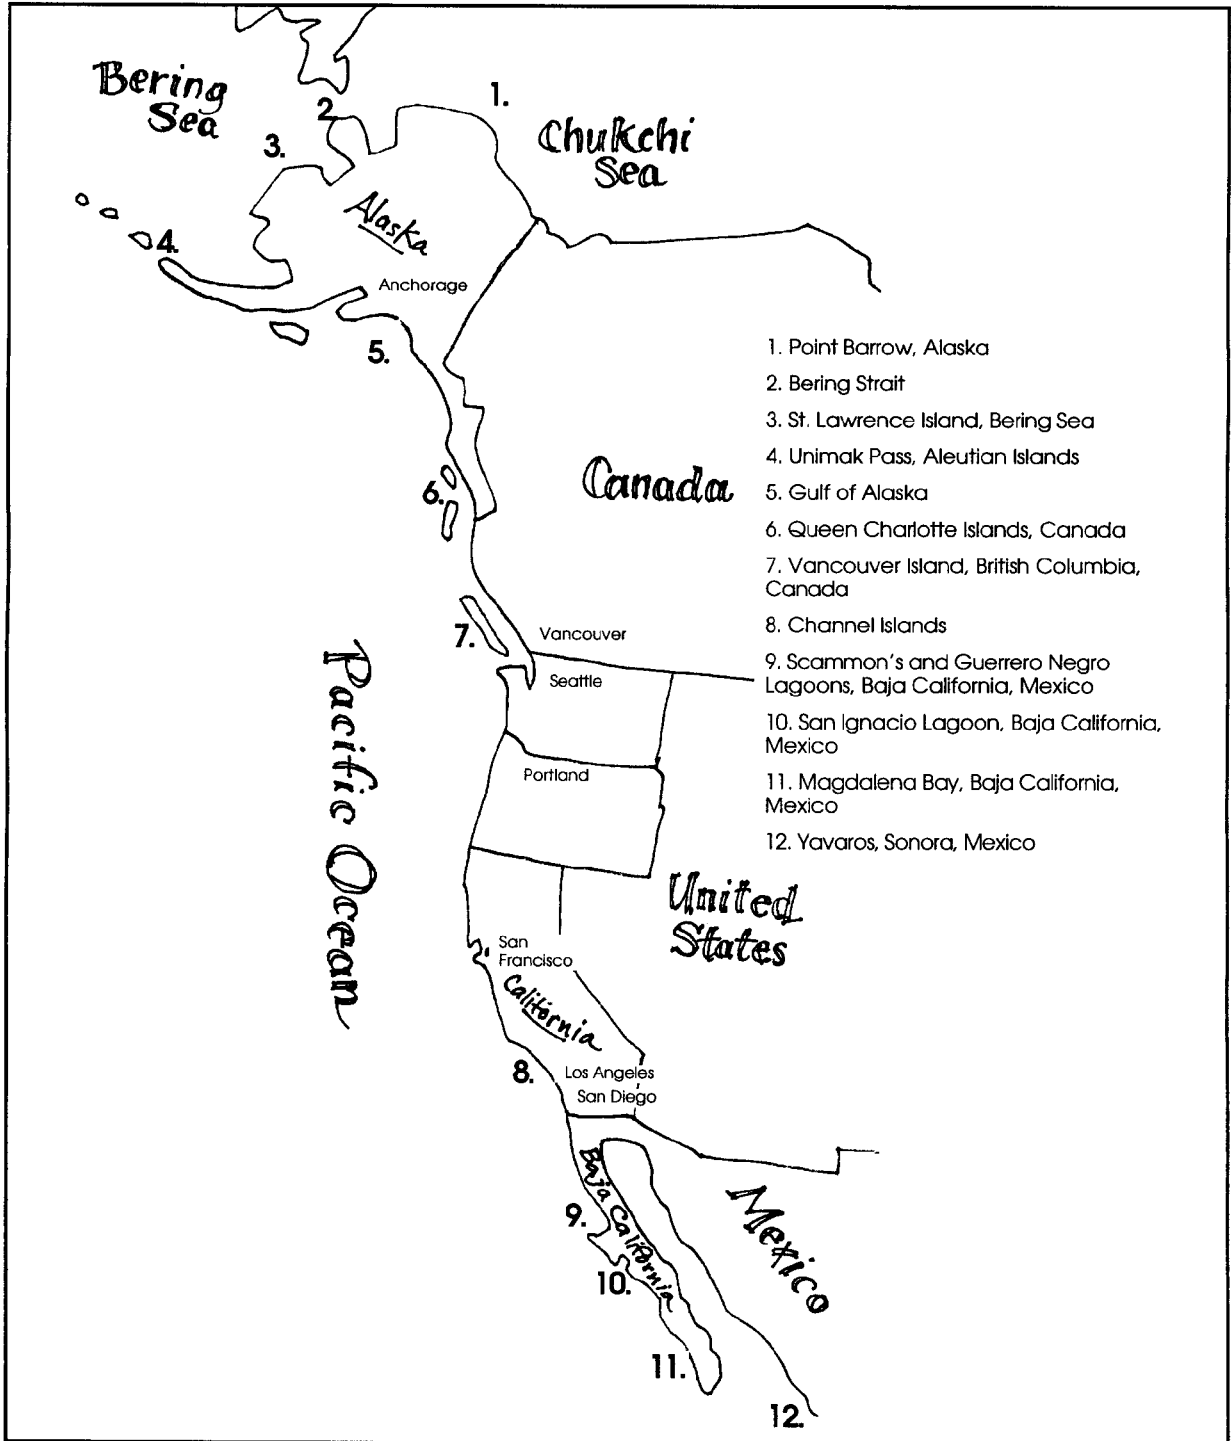 Bering
Sea
1.
2
Chukchi
Sea
3.
Alaska
4.
Anchorage
5.
1. Point Barrow, Alaska
2. Bering Strait
3. St. Lawrence Island, Bering Sea
4. Unimak Pass, Aleutian Islands
5. Gulf of Alaska
6. Queen Charlotte Islands, Canada
7. Vancouver Island, British Columbia,
Canada
8. Channel Islands
9. Scammon's and Guerrero Negro
Lagoons, Baja California, Mexico
10. San Ignacio Lagoon, Baja California,
Mexico
11. Magdalena Bay, Baja California,
Mexico
12. Yavaros, Sonora, Mexico
Canada
6.
7.
Vancouver
Seattle
Pacific Ocean
Portland
United
States
San
Francisco
California
8.
Los Angeles
San Diego
Baja California
Mexico
9.
10.
11.
12.